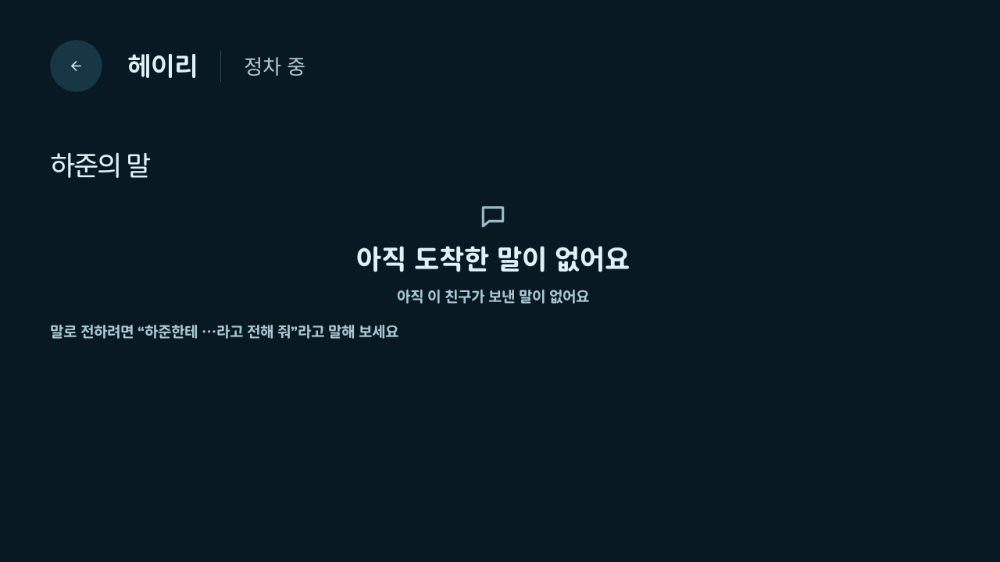 헤이리
정차 중
하준의 말
아직 도착한 말이 없어요
아직 이 친구가 보낸 말이 없어요
말로 전하려면 “하준한테 …라고 전해 줘”라고 말해 보세요